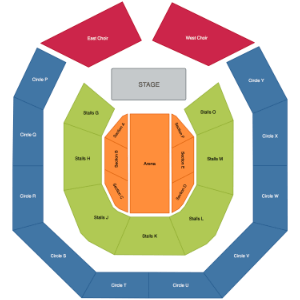 East Choir
West Choir
Circle P
Circle Y
STAGE
Stalls G
Stalls O
Section A
Section F
Circle Q
Circle X
Stalls H
Section B
Arena
Section E
Stalls M
Section C
Section D
Circle R
Circle W
Stalls J
Stalls L
Stalls K
Circle S
Circle V
Circle T
Circle U